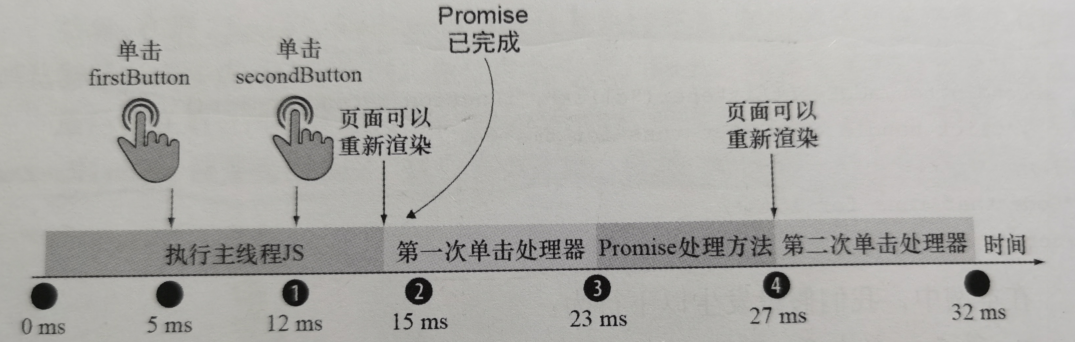 Promise
已完成
单击
firstButton
单击
secondButton
页面可以
重新渲染
页面可以
重新渲染
执行主线程JS
第一次单击处理器
Promise处理方法
第二次单击处理器
时间
1
2
3
4
0 ms
5 ms
12 ms
15 ms
23 ms
27 ms
32 ms